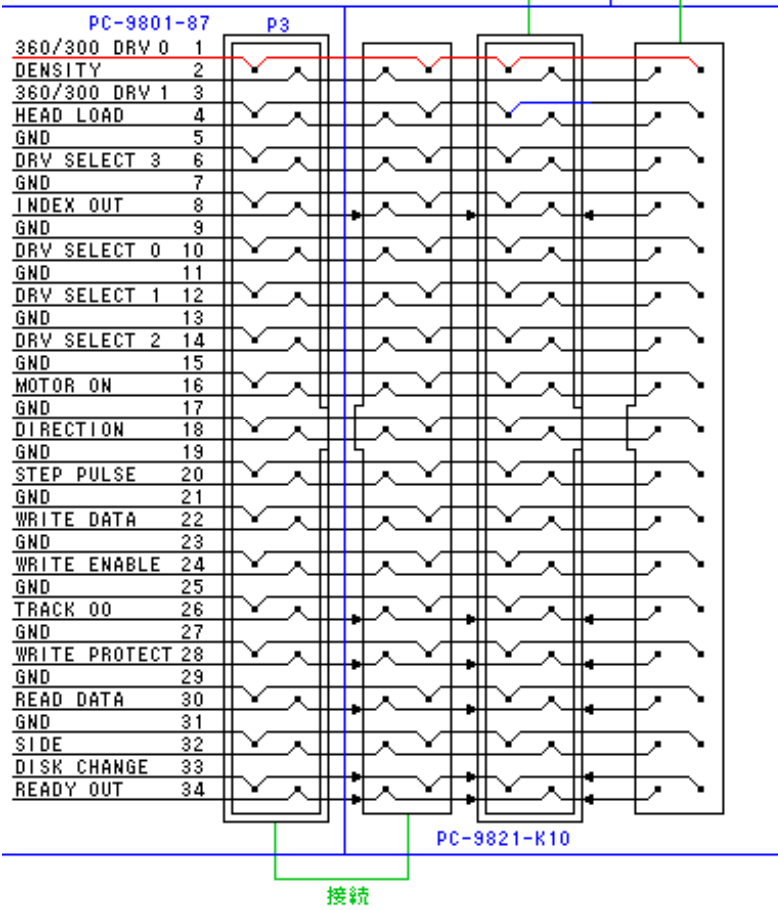 PC-9801-87 P3
360/300 DRV 0 1
DENSITY 2
360/300 DRV 1 3
HEAD LOAD 4
GND 5
DRV SELECT 3 6
GND 7
INDEX OUT 8
GND 9
DRV SELECT 0 10
GND 11
DRV SELECT 1 12
GND 13
DRV SELECT 2 14
GND 15
MOTOR ON 16
GND 17
DIRECTION 18
GND 19
STEP PULSE 20
GND 21
WRITE DATA 22
GND 23
WRITE ENABLE 24
GND 25
TRACK 00 26
GND 27
WRITE PROTECT 28
GND 29
READ DATA 30
GND 31
SIDE 32
DISK CHANGE 33
READY OUT 34
PC-9821-K10
接続